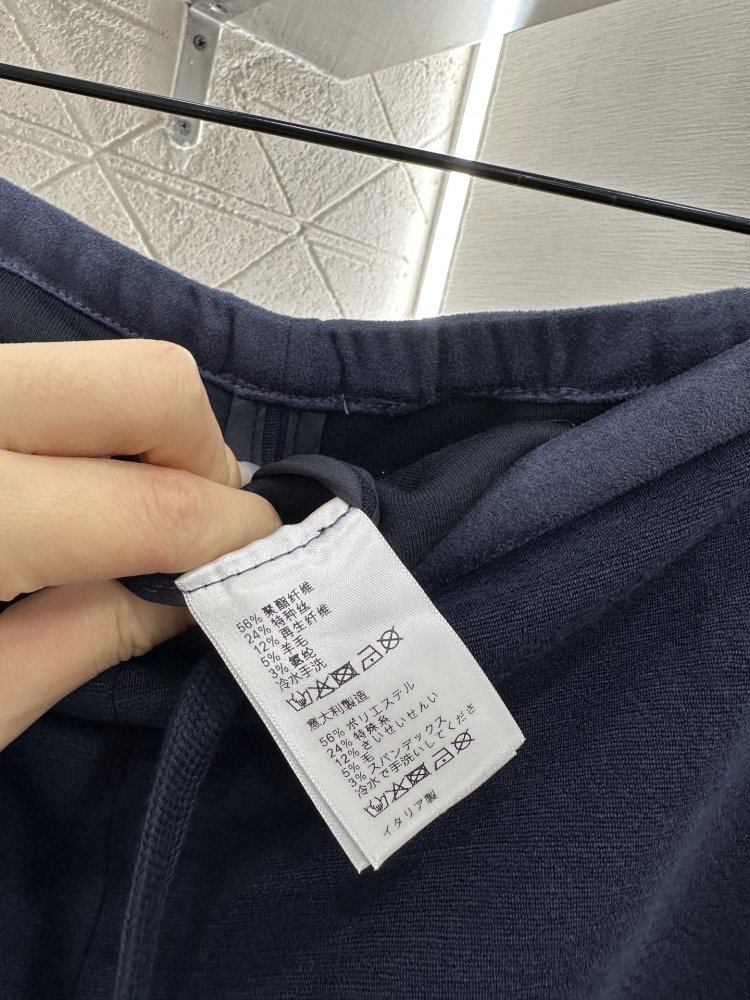 56% 聚酯纤维
24% 特种丝
12% 再生纤维
5% 羊毛
3% 氨纶
冷水手洗
意大利製造
56% ポリエステル
24% 特殊糸
12% さいせいせんい
5% 毛
3% スパンデックス
冷水で手洗いしてくださ
イタリア製